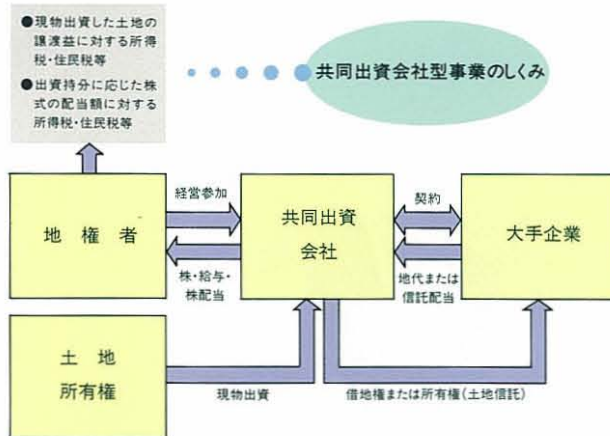 ●現物出資した土地の
譲渡益に対する所得
税・住民税等
●出資持分に応じた株
式の配当額に対する
所得税・住民税等
共同出資会社型事業のしくみ
地権者
経営参加
株・給与・
株配当
共同出資
会社
契約
地代または
信託配当
大手企業
土地
所有権
現物出資
借地権または所有権(土地信託)